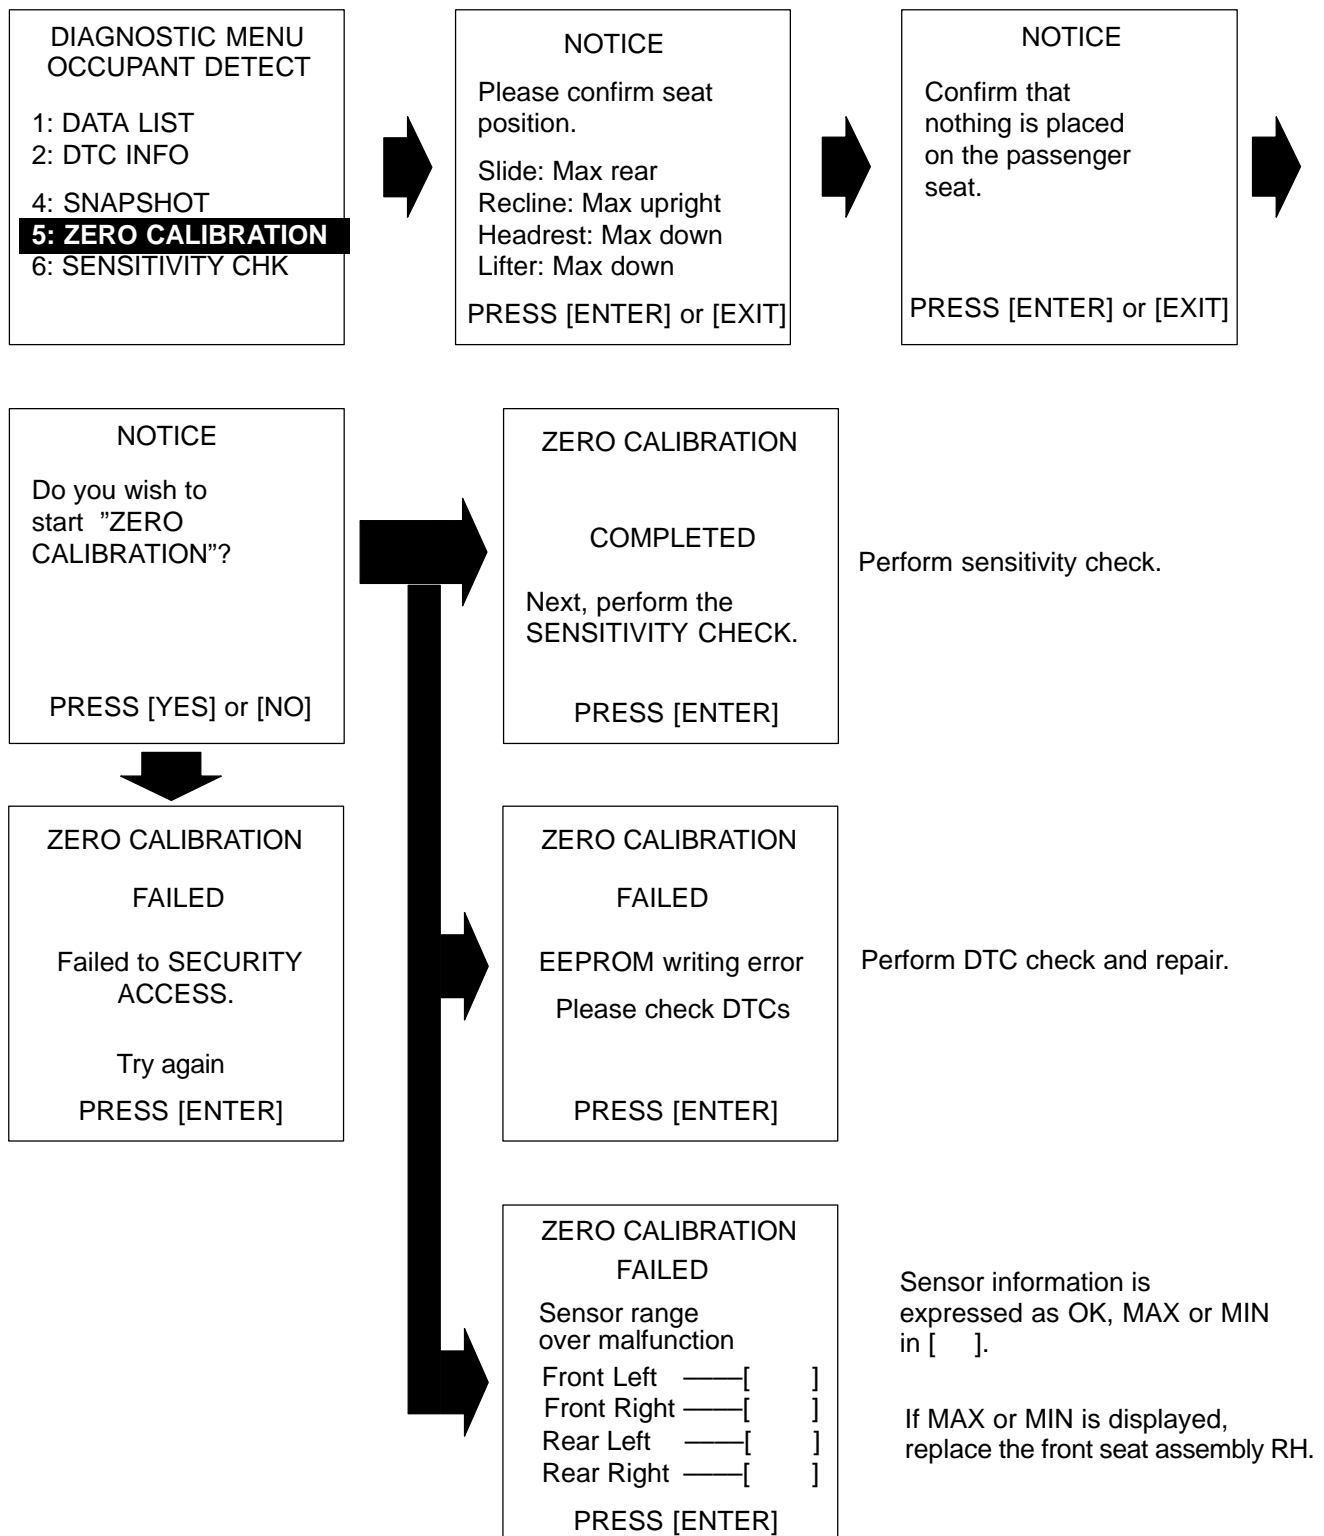 DIAGNOSTIC MENU
OCCUPANT DETECT
1: DATA LIST
2: DTC INFO
4: SNAPSHOT
5: ZERO CALIBRATION
6: SENSITIVITY CHK
NOTICE
Please confirm seat
position.
Slide: Max rear
Recline: Max upright
Headrest: Max down
Lifter: Max down
PRESS [ENTER] or [EXIT]
NOTICE
Confirm that
nothing is placed
on the passenger
seat.
PRESS [ENTER] or [EXIT]
NOTICE
Do you wish to
start ”ZERO
CALIBRATION”?
PRESS [YES] or [NO]
ZERO CALIBRATION
COMPLETED
Next, perform the
SENSITIVITY CHECK.
PRESS [ENTER]
Perform sensitivity check.
ZERO CALIBRATION
FAILED
Failed to SECURITY
ACCESS.
Try again
PRESS [ENTER]
ZERO CALIBRATION
FAILED
EEPROM writing error
Please check DTCs
PRESS [ENTER]
Perform DTC check and repair.
ZERO CALIBRATION
FAILED
Sensor range
over malfunction
Front Left ——[ ]
Front Right ——[ ]
Rear Left ——[ ]
Rear Right ——[ ]
PRESS [ENTER]
Sensor information is
expressed as OK, MAX or MIN
in [ ].
If MAX or MIN is displayed,
replace the front seat assembly RH.